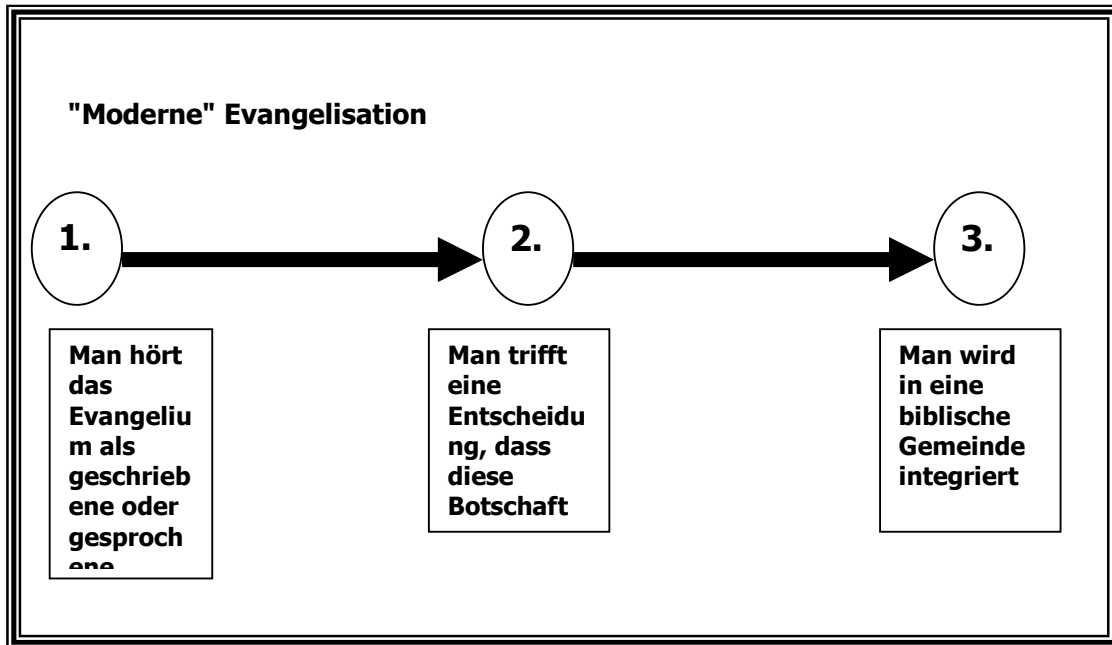 "Moderne" Evangelisation
1.
2.
3.
Man hört
das
Evangeliu
m als
geschrieb
ene oder
gesproch
ene
Man trifft
eine
Entscheidu
ng, dass
diese
Botschaft
Man wird
in eine
biblische
Gemeinde
integriert